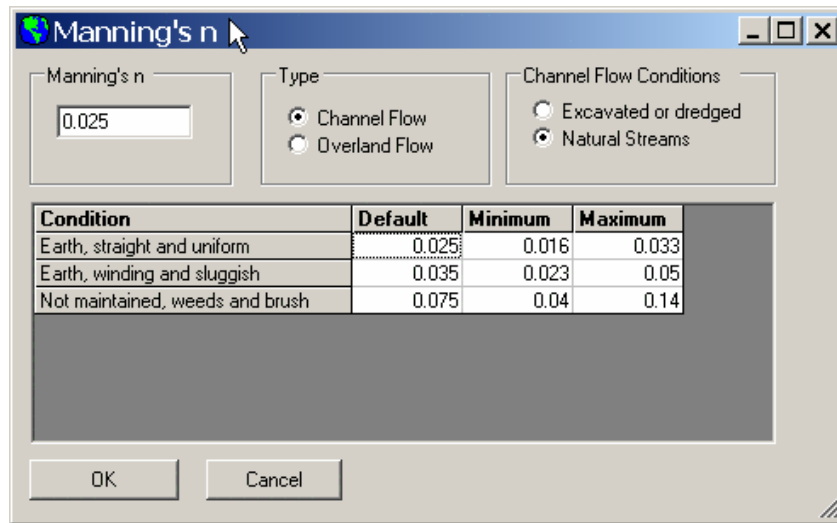 Manning's n
Manning's n
0.025
Type
Channel Flow
Overland Flow
Channel Flow Conditions
Excavated or dredged
Natural Streams
Condition Default Minimum Maximum
Earth, straight and uniform 0.025 0.016 0.033
Earth, winding and sluggish 0.035 0.023 0.05
Not maintained, weeds and brush 0.075 0.04 0.14
OK Cancel